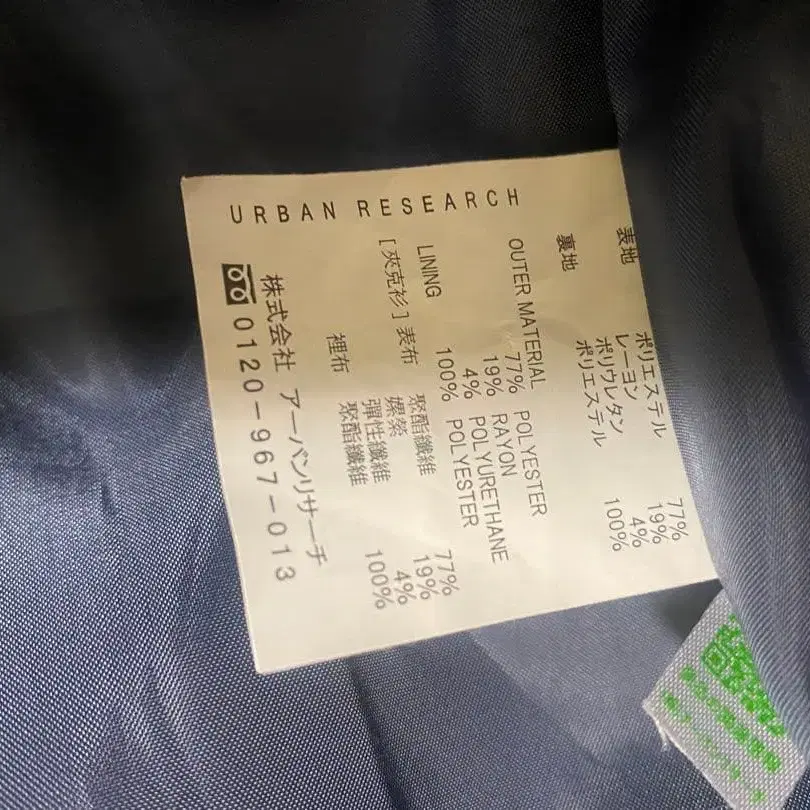 表地 ポリエステル 77%
レーヨン 19%
ポリウレタン 4%
裏地 ポリエステル 100%
OUTER MATERIAL
77% POLYESTER
19% RAYON
4% POLYURETHANE
LINING 100% POLYESTER
[夾克衫] 表布 聚酯纖維 77%
嫘縈 19%
彈性纖維 4%
裡布 聚酯纖維 100%
株式会社 アーバンリサーチ
0120-967-013
URBAN RESEARCH